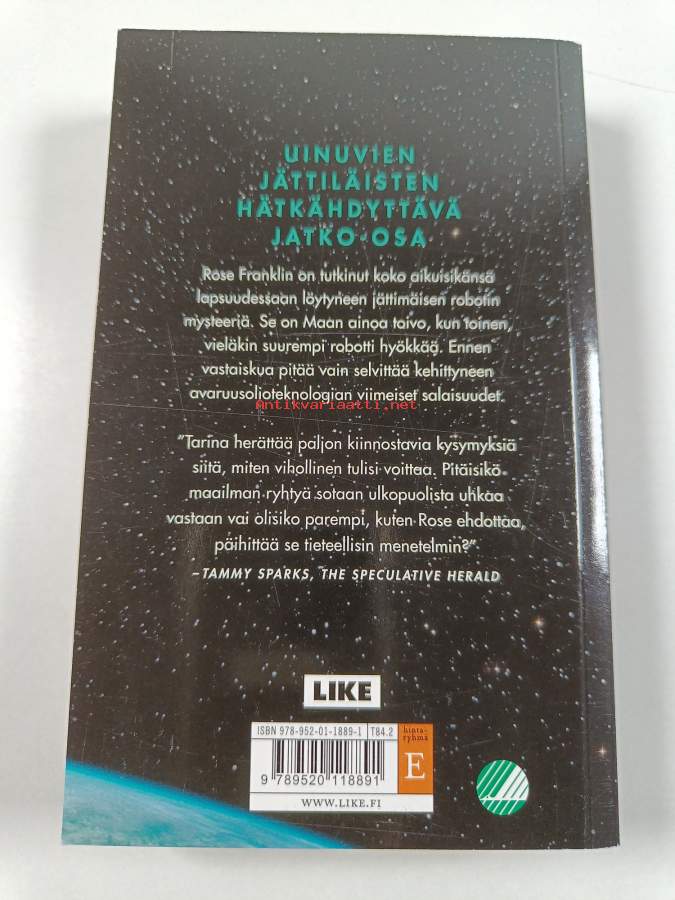 UINUVIEN
JÄTTILÄISTEN
HÄTKÄHDYTTÄVÄ
JATKO-OSA
Rose Franklin on tutkinut koko aikuisikänsä
lapsuudessaan löytyneen jättimäisen robotin
mysteeriä. Se on Maan ainoa toivo, kun toinen,
vieläkin suurempi robotti hyökkää. Ennen
vastaiskua pitää vain selvittää kehittyneen
avaruusolioteknologian viimeiset salaisuudet.
Antikvariaatti.net
"Tarina herättää paljon kiinnostavia kysymyksiä
siitä, miten vihollinen tulisi voittaa. Pitäisikö
maailman ryhtyä sotaan ulkopuolista uhkaa
vastaan vai olisiko parempi, kuten Rose ehdottaa,
päihittää se tieteellisin menetelmin?"
–TAMMY SPARKS, THE SPECULATIVE HERALD
LIKE
ISBN 978-952-01-1889-1 T84.2
hinta-
ryhmä
E
9 789520 118891
WWW.LIKE.FI